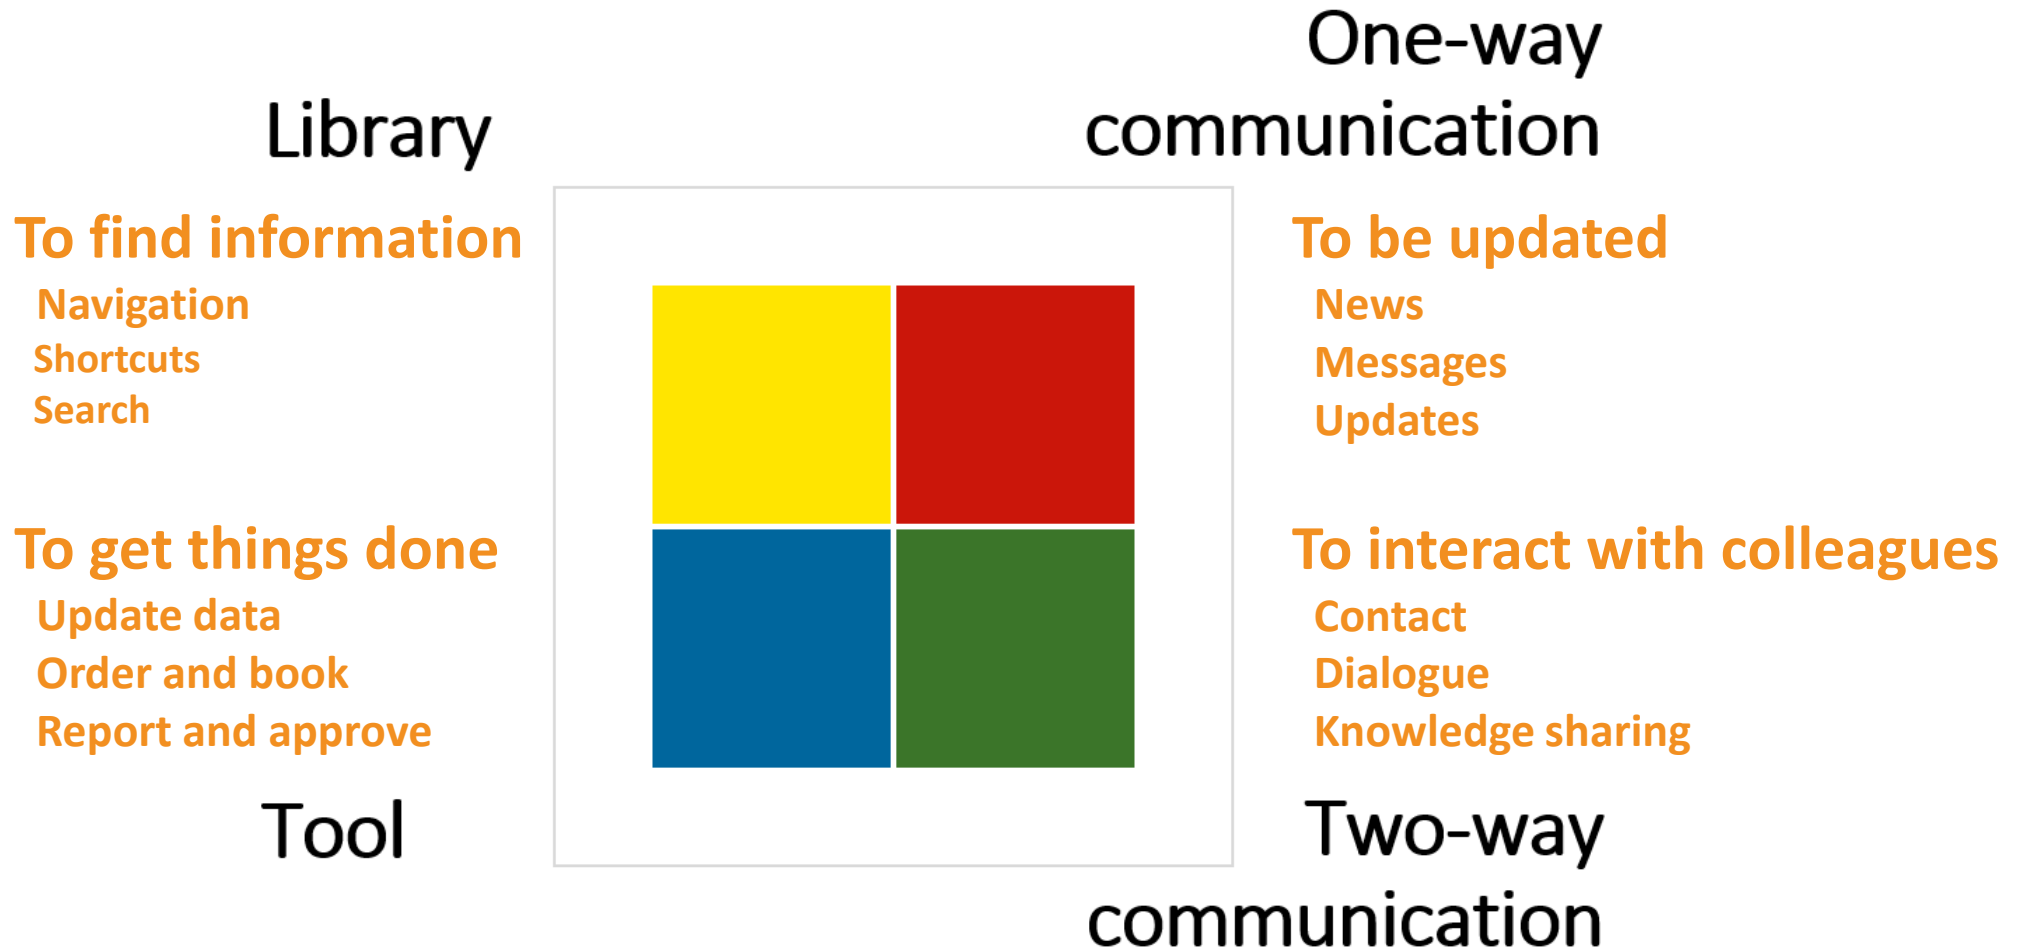 Library
To find information
Navigation
Shortcuts
Search
To get things done
Update data
Order and book
Report and approve
Tool
One-way
communication
To be updated
News
Messages
Updates
To interact with colleagues
Contact
Dialogue
Knowledge sharing
Two-way
communication